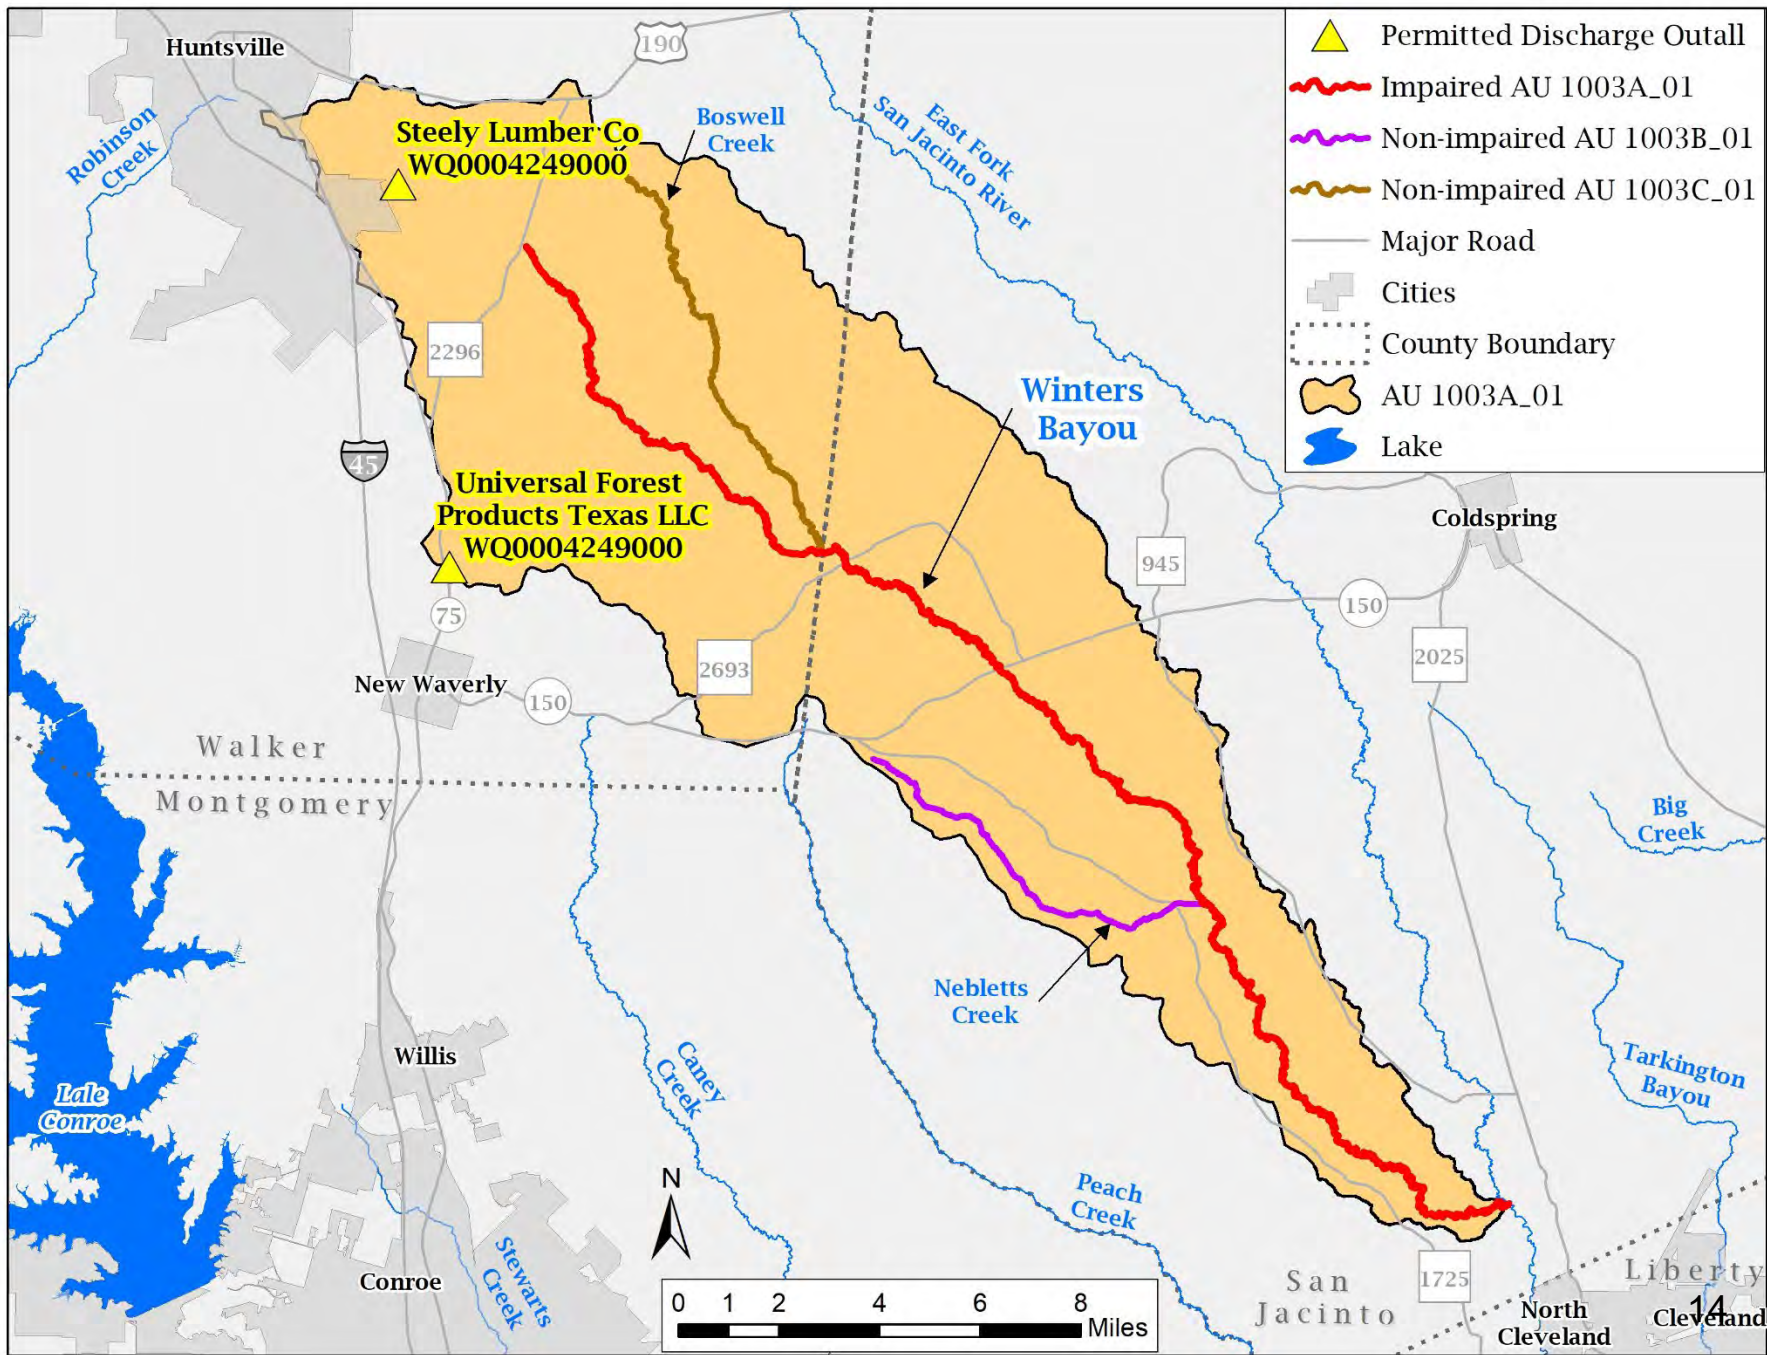 Huntsville
190
Robinson
Creek
Steely Lumber Co
WQ0004249000
Boswell
Creek
East Fork
San Jacinto River
Permitted Discharge Outall
Impaired AU 1003A_01
Non-impaired AU 1003B_01
Non-impaired AU 1003C_01
Major Road
Cities
County Boundary
AU 1003A_01
Lake
2296
Winters
Bayou
45
Universal Forest
Products Texas LLC
WQ0004249000
75
Coldspring
945
150
2025
2693
New Waverly
150
Walker
Montgomery
Big
Creek
Nebletts
Creek
Willis
Caney
Creek
Lale
Conroe
Tarkington
Bayou
N
Peach
Creek
Stewarts
Creek
Conroe
San
Jacinto
1725
Liberty
14
North
Cleveland
Cleveland
0 1 2 4 6 8
Miles